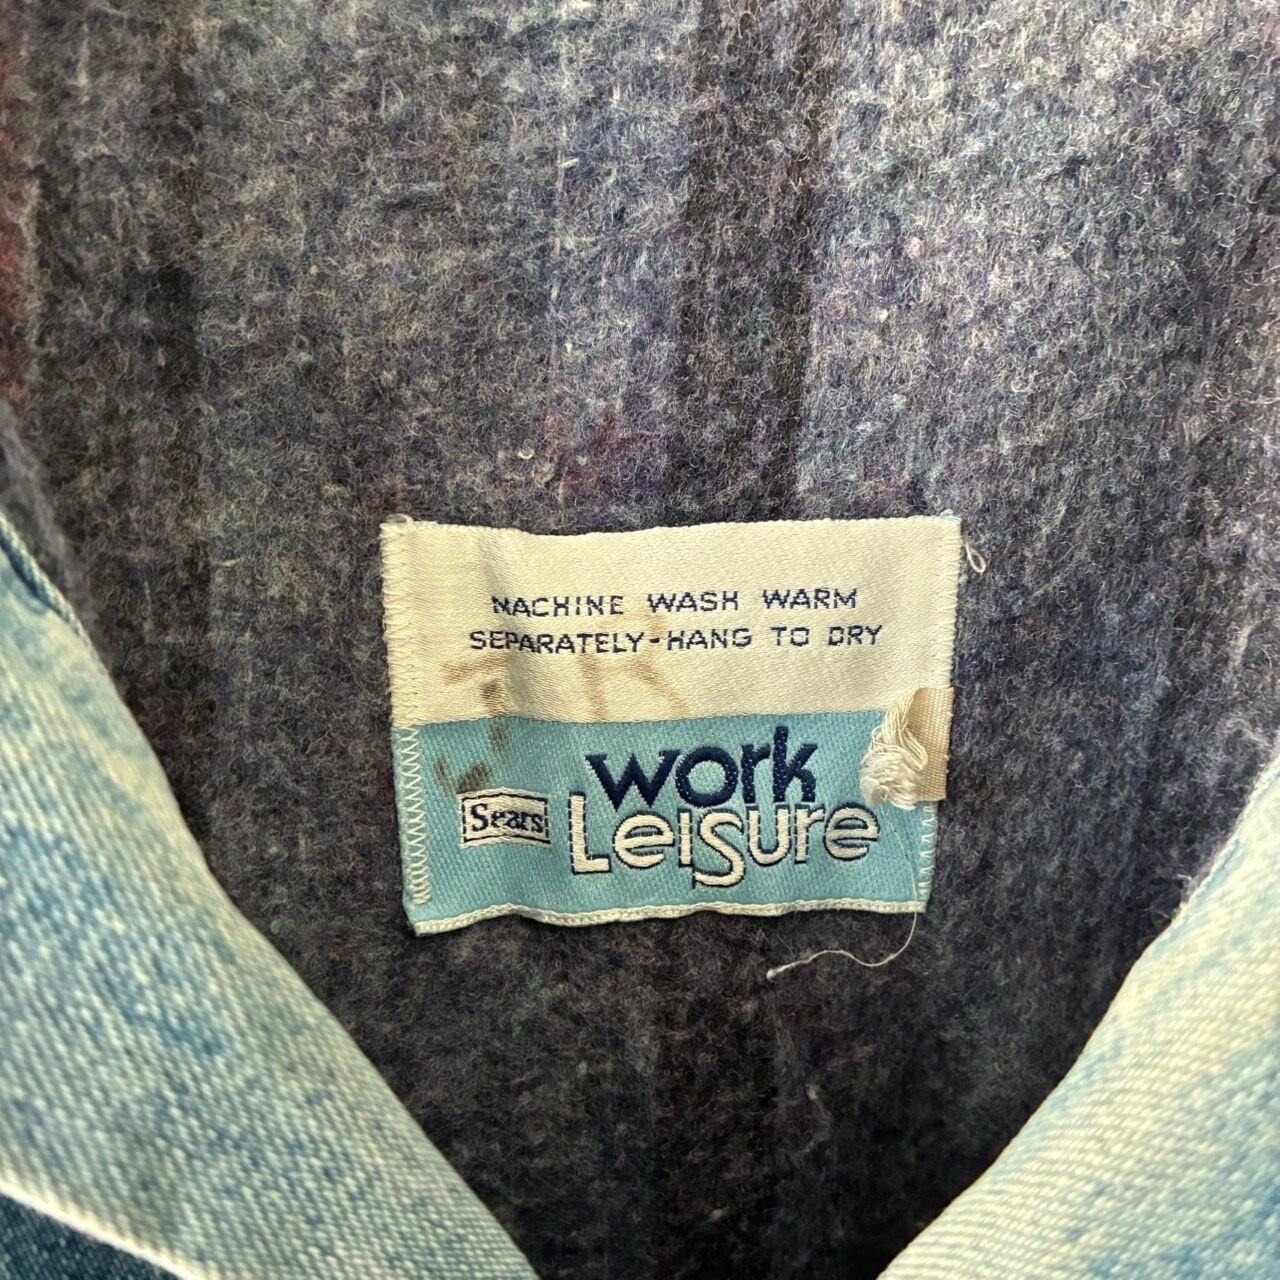 MACHINE WASH WARM
SEPARATELY-HANG TO DRY
work
Sears Leisure